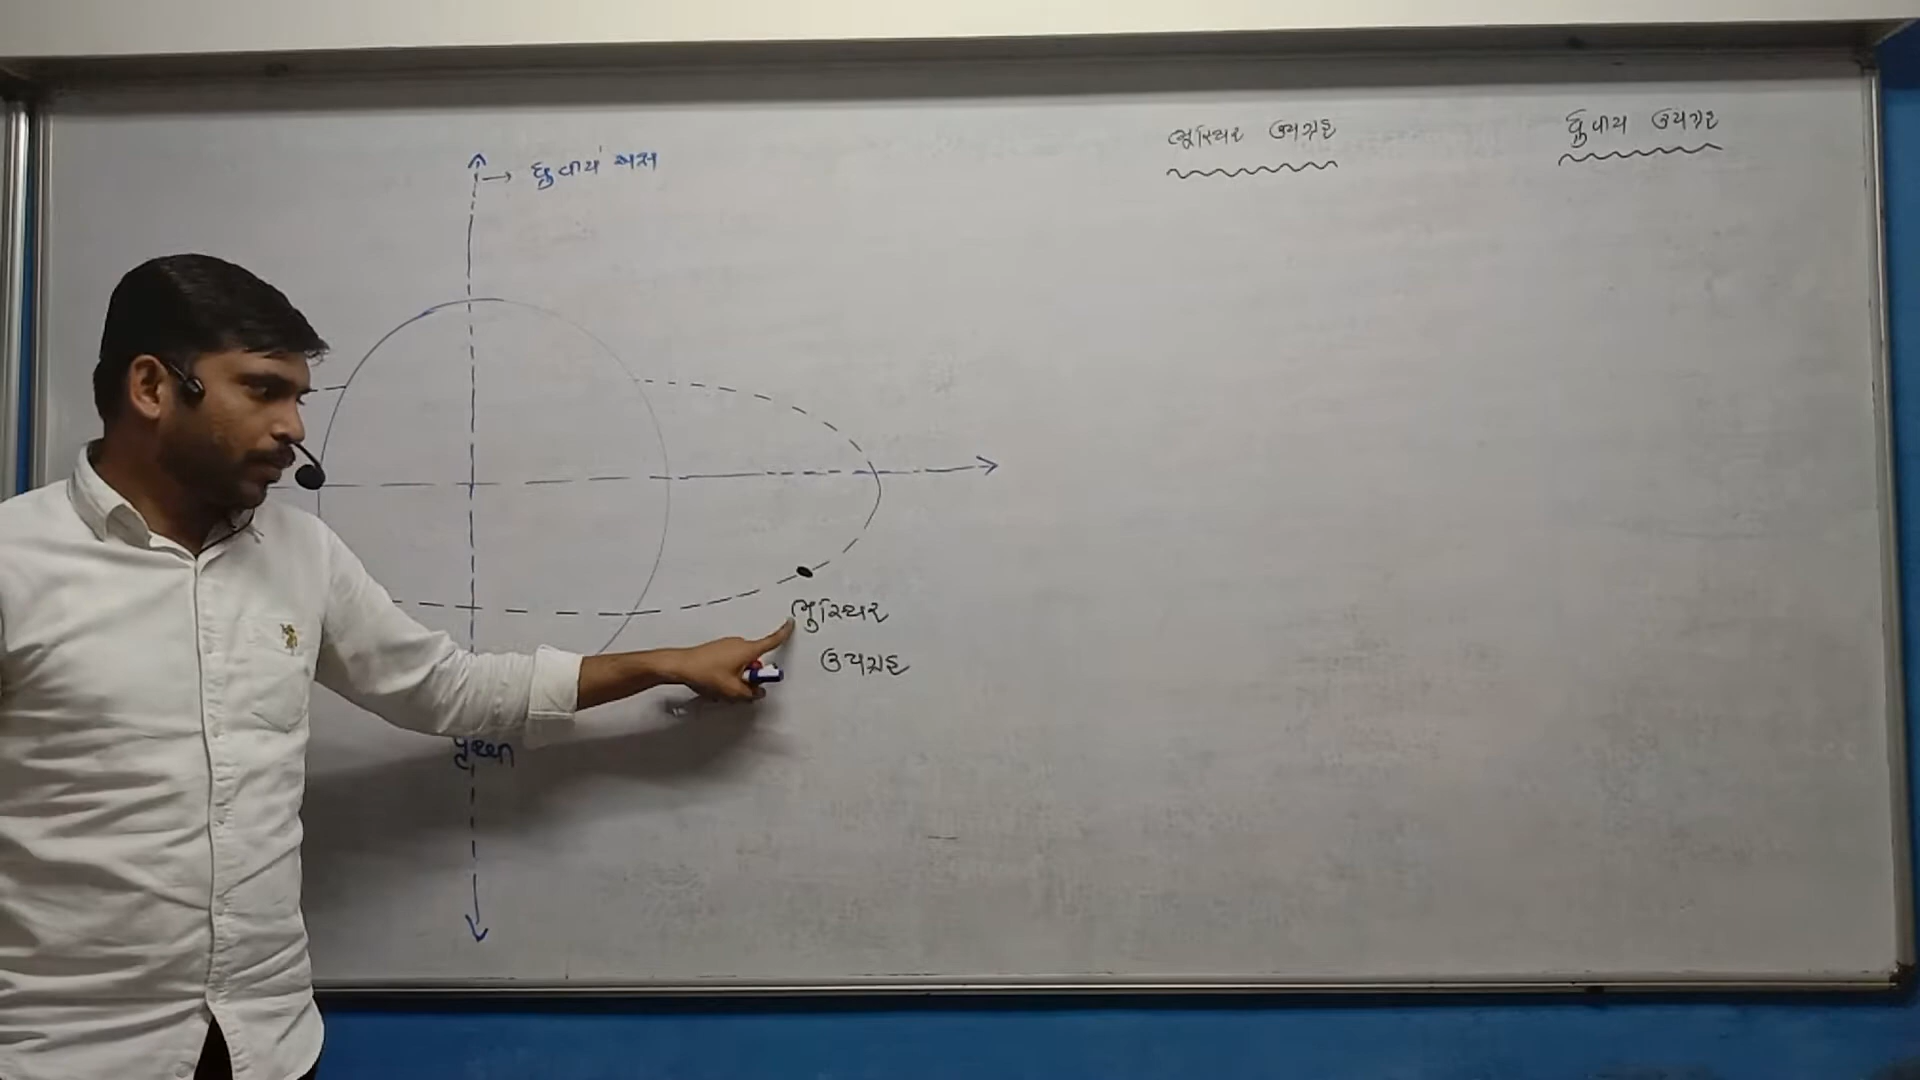 ભૂસ્થિર ઉપગ્રહ
ધ્રુવીય ઉપગ્રહ
ધ્રુવીય અક્ષ
ભુસ્થિર
ઉપગ્રહ
પૃથ્વી